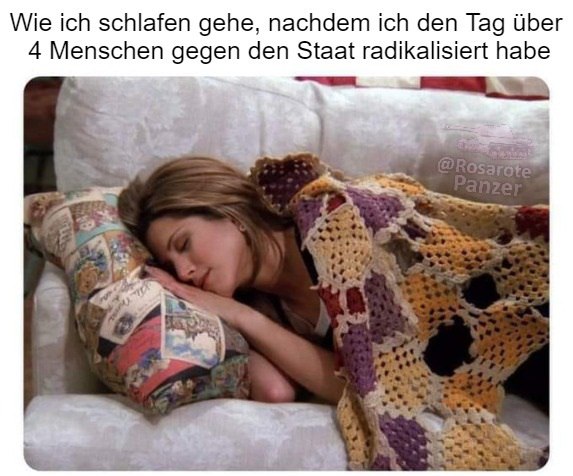 Wie ich schlafen gehe, nachdem ich den Tag über
4 Menschen gegen den Staat radikalisiert habe
@Rosarote
Panzer